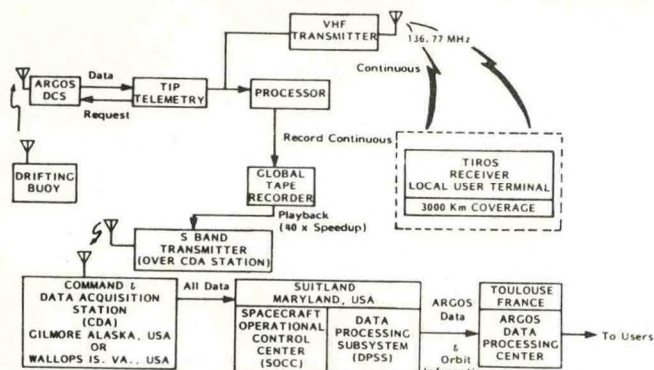 VHF
TRANSMITTER
136.77 MHz
Continuous
ARGOS
DCS
Data
Request
TIP
TELEMETRY
PROCESSOR
Record Continuous
DRIFTING
BUOY
GLOBAL
TAPE
RECORDER
TIROS
RECEIVER
LOCAL USER TERMINAL
3000 Km COVERAGE
Playback
(40 x Speedup)
S BAND
TRANSMITTER
(OVER CDA STATION)
COMMAND &
DATA ACQUISITION
STATION
(CDA)
GILMORE ALASKA, USA
OR
WALLOPS IS. VA., USA
All Data
SUITLAND
MARYLAND, USA
SPACECRAFT
OPERATIONAL
CONTROL
CENTER
(SOCC)
DATA
PROCESSING
SUBSYSTEM
(DPSS)
ARGOS
Data
&
Orbit
TOULOUSE
FRANCE
ARGOS
DATA
PROCESSING
CENTER
To Users